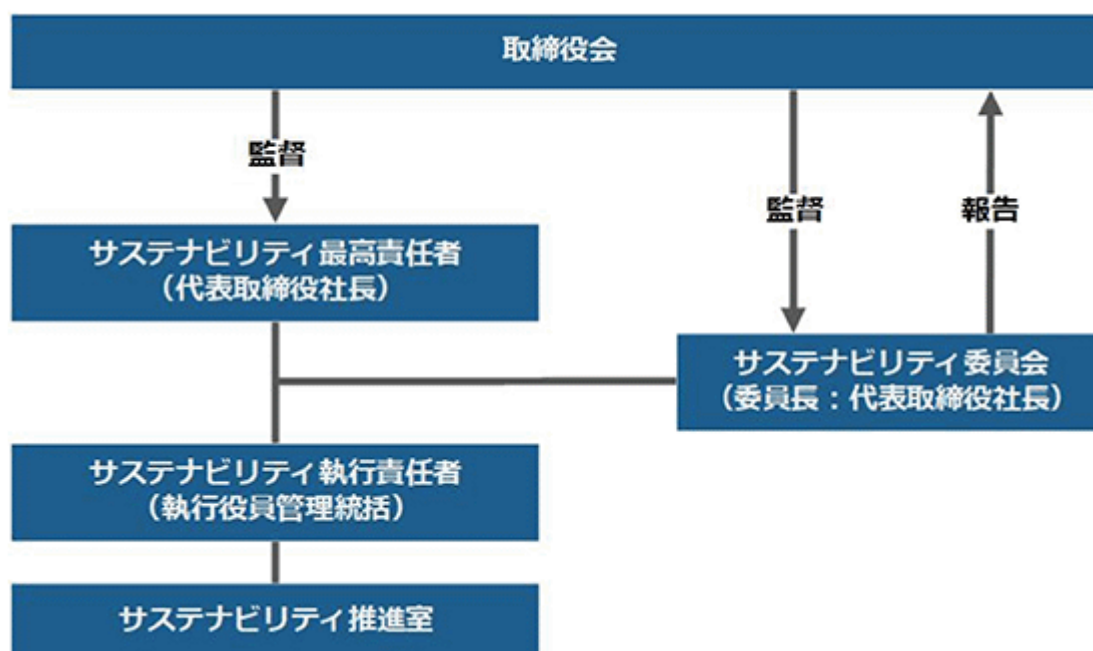 取締役会
監督
監督
報告
サステナビリティ最高責任者
（代表取締役社長）
サステナビリティ委員会
（委員長：代表取締役社長）
サステナビリティ執行責任者
（執行役員管理統括）
サステナビリティ推進室